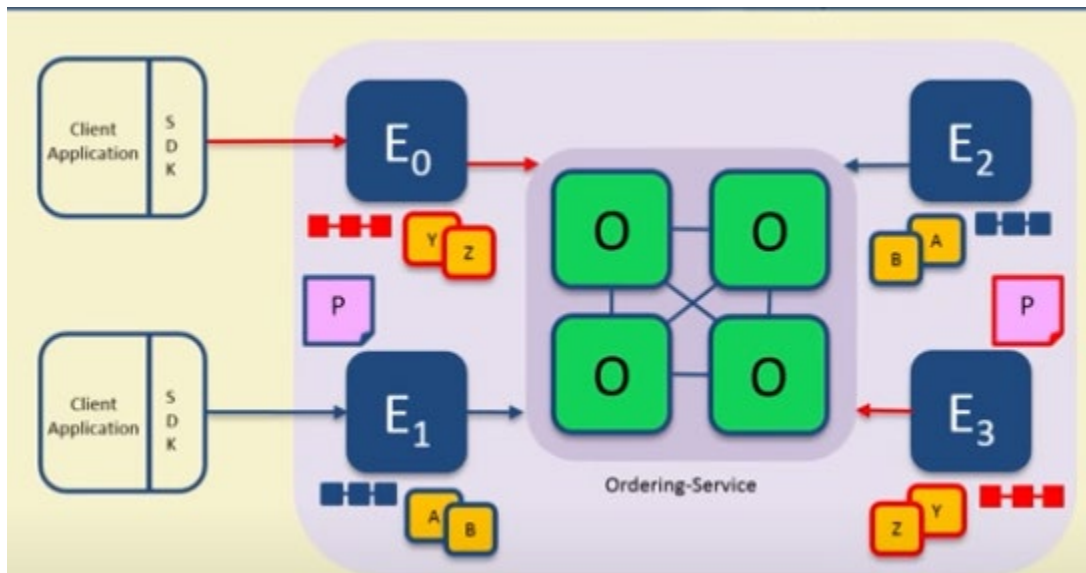 Client
Application
S
D
K
E0
Y
Z
P
Client
Application
S
D
K
E1
A
B
O
O
O
O
Ordering-Service
E2
A
B
P
E3
Y
Z